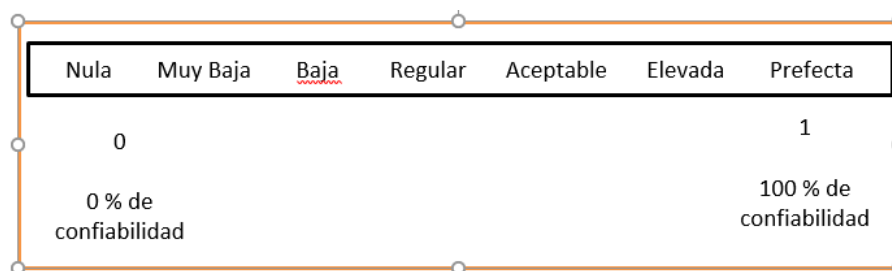 Nula Muy Baja Baja Regular Aceptable Elevada Prefecta
0 1
0 % de
confiabilidad
100 % de
confiabilidad